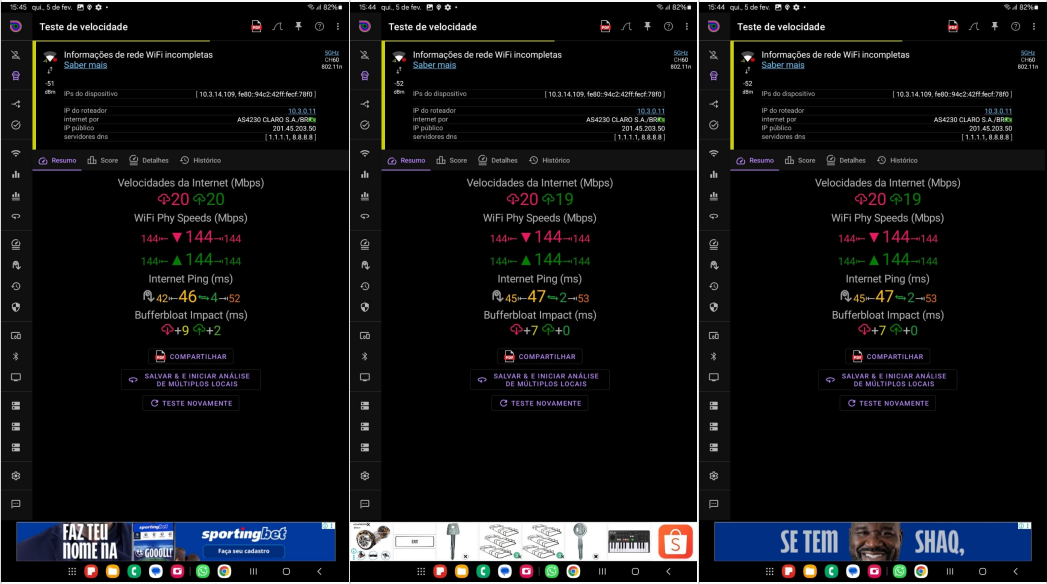 15:45 qui., 5 de fev.
82%
Teste de velocidade
Informações de rede WiFi incompletas
Saber mais
5GHz
CH60
802.11n
-51
dBm
IPs do dispositivo [ 10.3.14.109, fe80::94c2:42ff:fecf:78f0 ]
IP do roteador 10.3.0.11
internet por AS4230 CLARO S.A./BR
IP público 201.45.203.50
servidores dns [ 1.1.1.1, 8.8.8.8 ]
Resumo Score Detalhes Histórico
Velocidades da Internet (Mbps)
20 20
WiFi Phy Speeds (Mbps)
144 144 144
144 144 144
Internet Ping (ms)
42 46 4 52
Bufferbloat Impact (ms)
+9 +2
PDF COMPARTILHAR
SALVAR & E INICIAR ANÁLISE
DE MÚLTIPLOS LOCAIS
TESTE NOVAMENTE
FAZ TEU
NOME NA
GOOOLL!
sportingbet
Faça seu cadastro
15:44 qui., 5 de fev.
82%
Teste de velocidade
Informações de rede WiFi incompletas
Saber mais
5GHz
CH60
802.11n
-52
dBm
IPs do dispositivo [ 10.3.14.109, fe80::94c2:42ff:fecf:78f0 ]
IP do roteador 10.3.0.11
internet por AS4230 CLARO S.A./BR
IP público 201.45.203.50
servidores dns [ 1.1.1.1, 8.8.8.8 ]
Resumo Score Detalhes Histórico
Velocidades da Internet (Mbps)
20 19
WiFi Phy Speeds (Mbps)
144 144 144
144 144 144
Internet Ping (ms)
45 47 2 53
Bufferbloat Impact (ms)
+7 +0
PDF COMPARTILHAR
SALVAR & E INICIAR ANÁLISE
DE MÚLTIPLOS LOCAIS
TESTE NOVAMENTE
15:44 qui., 5 de fev.
82%
Teste de velocidade
Informações de rede WiFi incompletas
Saber mais
5GHz
CH60
802.11n
-52
dBm
IPs do dispositivo [ 10.3.14.109, fe80::94c2:42ff:fecf:78f0 ]
IP do roteador 10.3.0.11
internet por AS4230 CLARO S.A./BR
IP público 201.45.203.50
servidores dns [ 1.1.1.1, 8.8.8.8 ]
Resumo Score Detalhes Histórico
Velocidades da Internet (Mbps)
20 19
WiFi Phy Speeds (Mbps)
144 144 144
144 144 144
Internet Ping (ms)
45 47 2 53
Bufferbloat Impact (ms)
+7 +0
PDF COMPARTILHAR
SALVAR & E INICIAR ANÁLISE
DE MÚLTIPLOS LOCAIS
TESTE NOVAMENTE
SE TEM SHAQ,